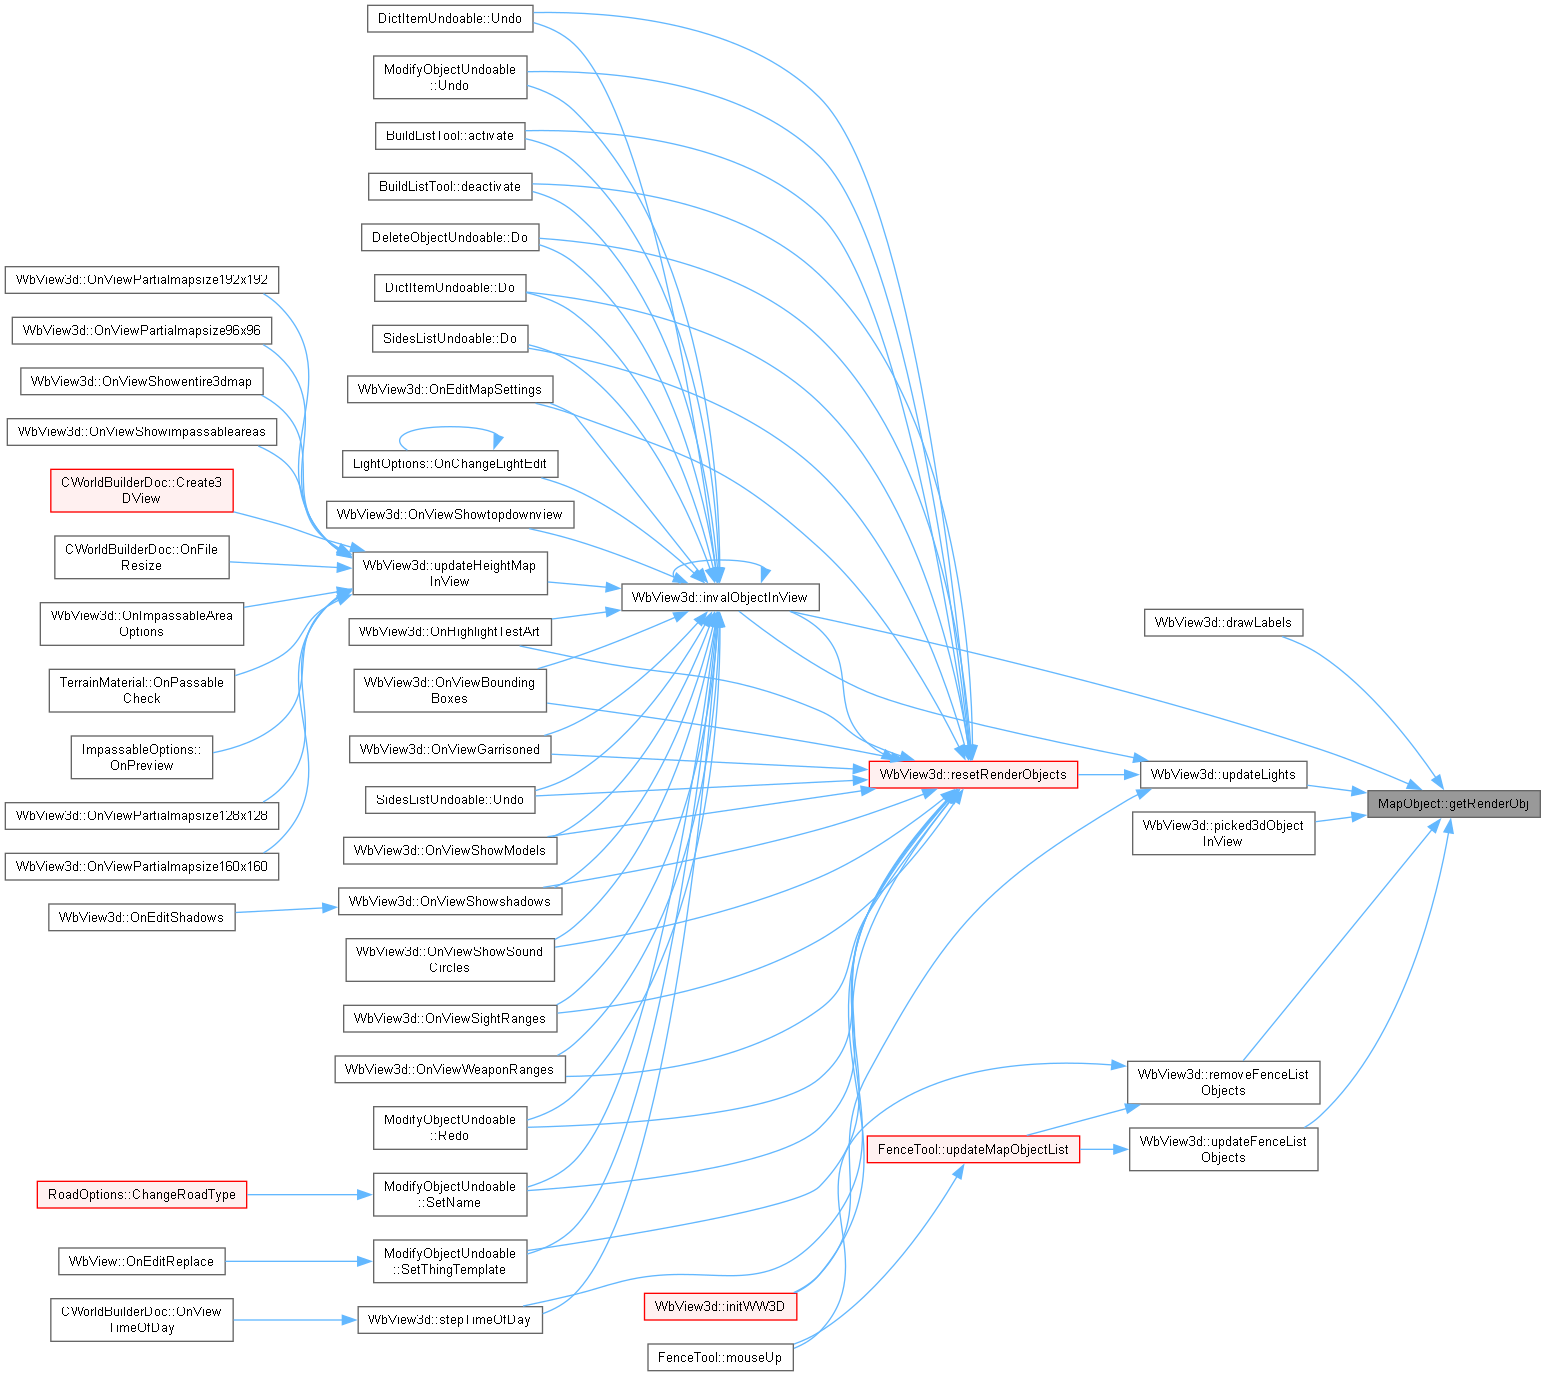 DictItemUndoable::Undo
ModifyObjectUndoable
::Undo
BuildListTool::activate
BuildListTool::deactivate
DeleteObjectUndoable::Do
DictItemUndoable::Do
SidesListUndoable::Do
WbView3d::OnEditMapSettings
LightOptions::OnChangeLightEdit
WbView3d::OnViewShowtopdownview
WbView3d::OnViewPartialmapsize192x192
WbView3d::OnViewPartialmapsize96x96
WbView3d::OnViewShowentire3dmap
WbView3d::OnViewShowimpassableareas
CWorldBuilderDoc::Create3
DView
CWorldBuilderDoc::OnFile
Resize
WbView3d::OnImpassableArea
Options
TerrainMaterial::OnPassable
Check
ImpassableOptions::
OnPreview
WbView3d::OnViewPartialmapsize128x128
WbView3d::OnViewPartialmapsize160x160
WbView3d::OnEditShadows
WbView3d::updateHeightMap
InView
WbView3d::OnHighlightTestArt
WbView3d::OnViewBounding
Boxes
WbView3d::OnViewGarrisoned
SidesListUndoable::Undo
WbView3d::OnViewShowModels
WbView3d::OnViewShowshadows
WbView3d::OnViewShowSound
Circles
WbView3d::OnViewSightRanges
WbView3d::OnViewWeaponRanges
ModifyObjectUndoable
::Redo
ModifyObjectUndoable
::SetName
ModifyObjectUndoable
::SetThingTemplate
WbView3d::stepTimeOfDay
RoadOptions::ChangeRoadType
WbView::OnEditReplace
CWorldBuilderDoc::OnView
TimeOfDay
WbView3d::invalObjectInView
WbView3d::resetRenderObjects
FenceTool::updateMapObjectList
WbView3d::initWW3D
FenceTool::mouseUp
WbView3d::drawLabels
WbView3d::updateLights
WbView3d::picked3dObject
InView
WbView3d::removeFenceList
Objects
WbView3d::updateFenceList
Objects
MapObject::getRenderObj